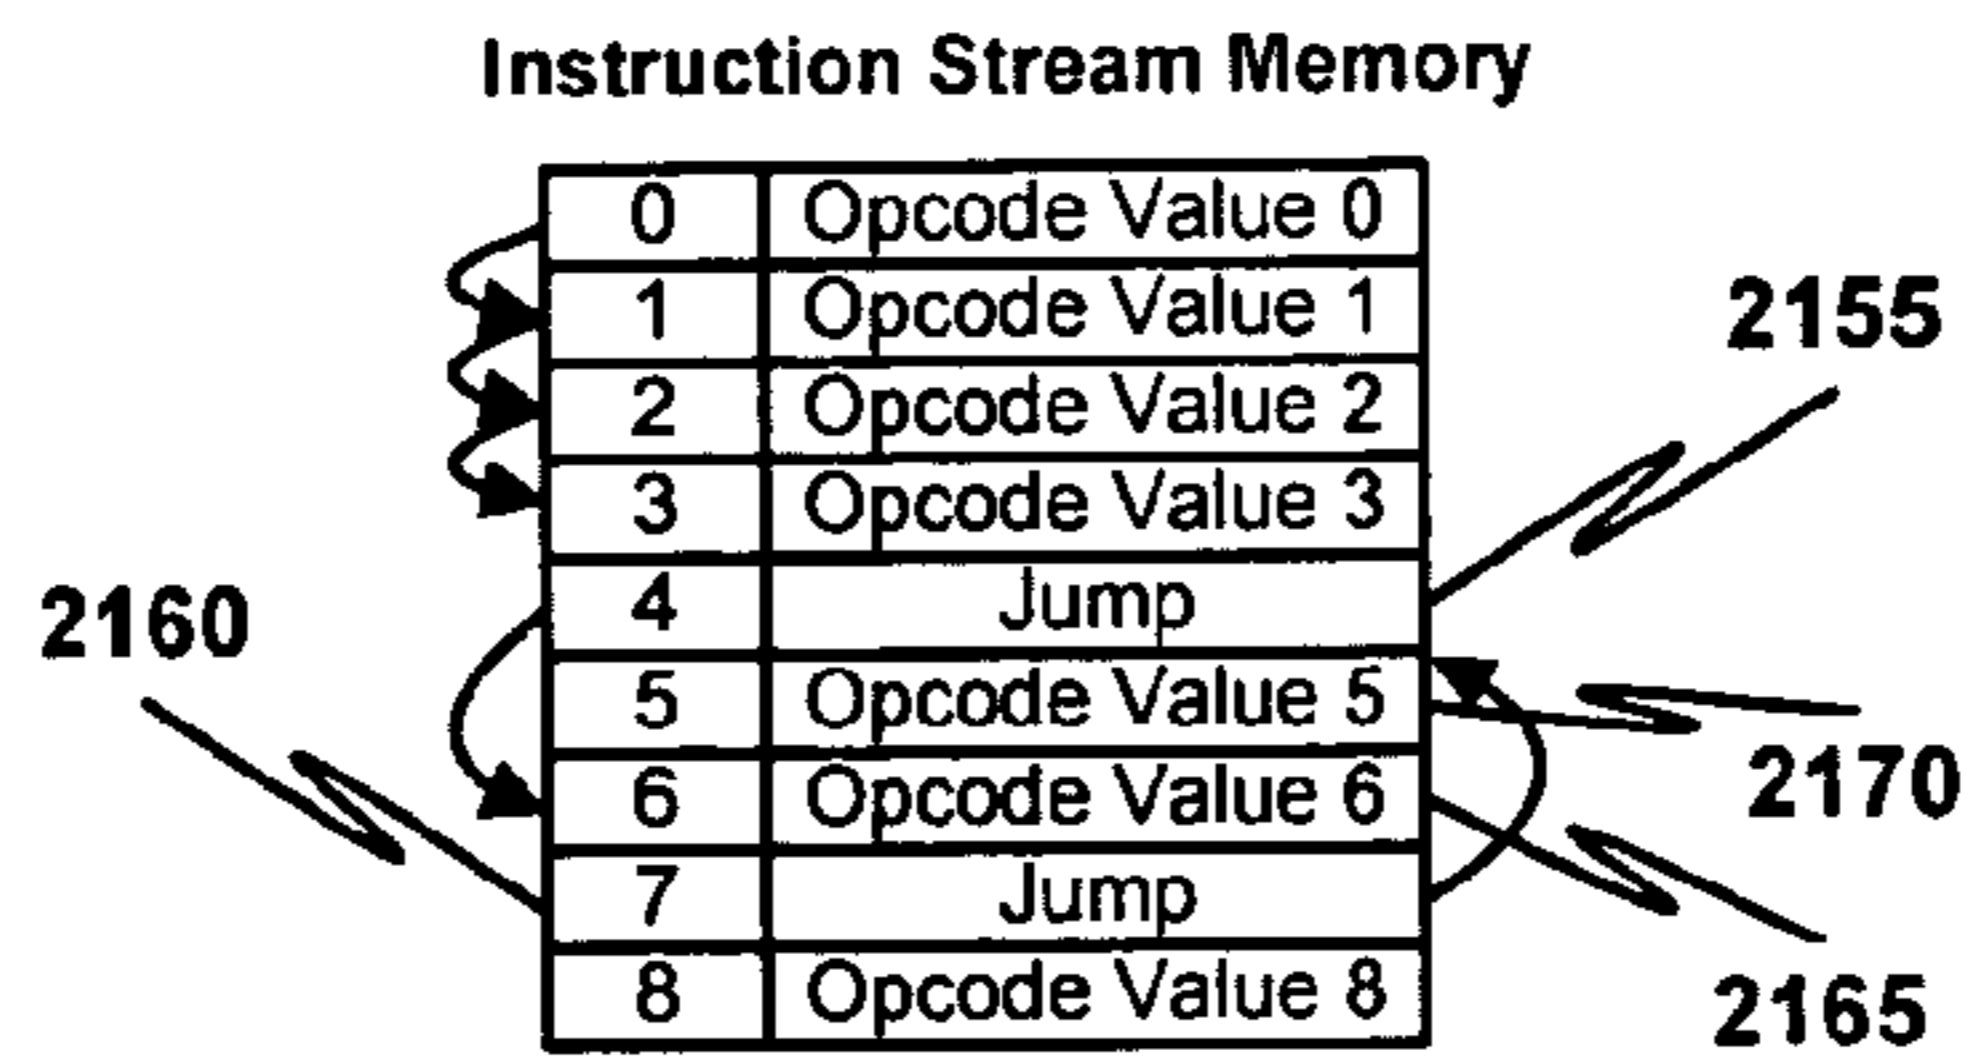 Instruction Stream Memory
0 Opcode Value 0
1 Opcode Value 1
2155
2 Opcode Value 2
3 Opcode Value 3
4 Jump
2160
5 Opcode Value 5
2170
6 Opcode Value 6
7 Jump
8 Opcode Value 8
2165